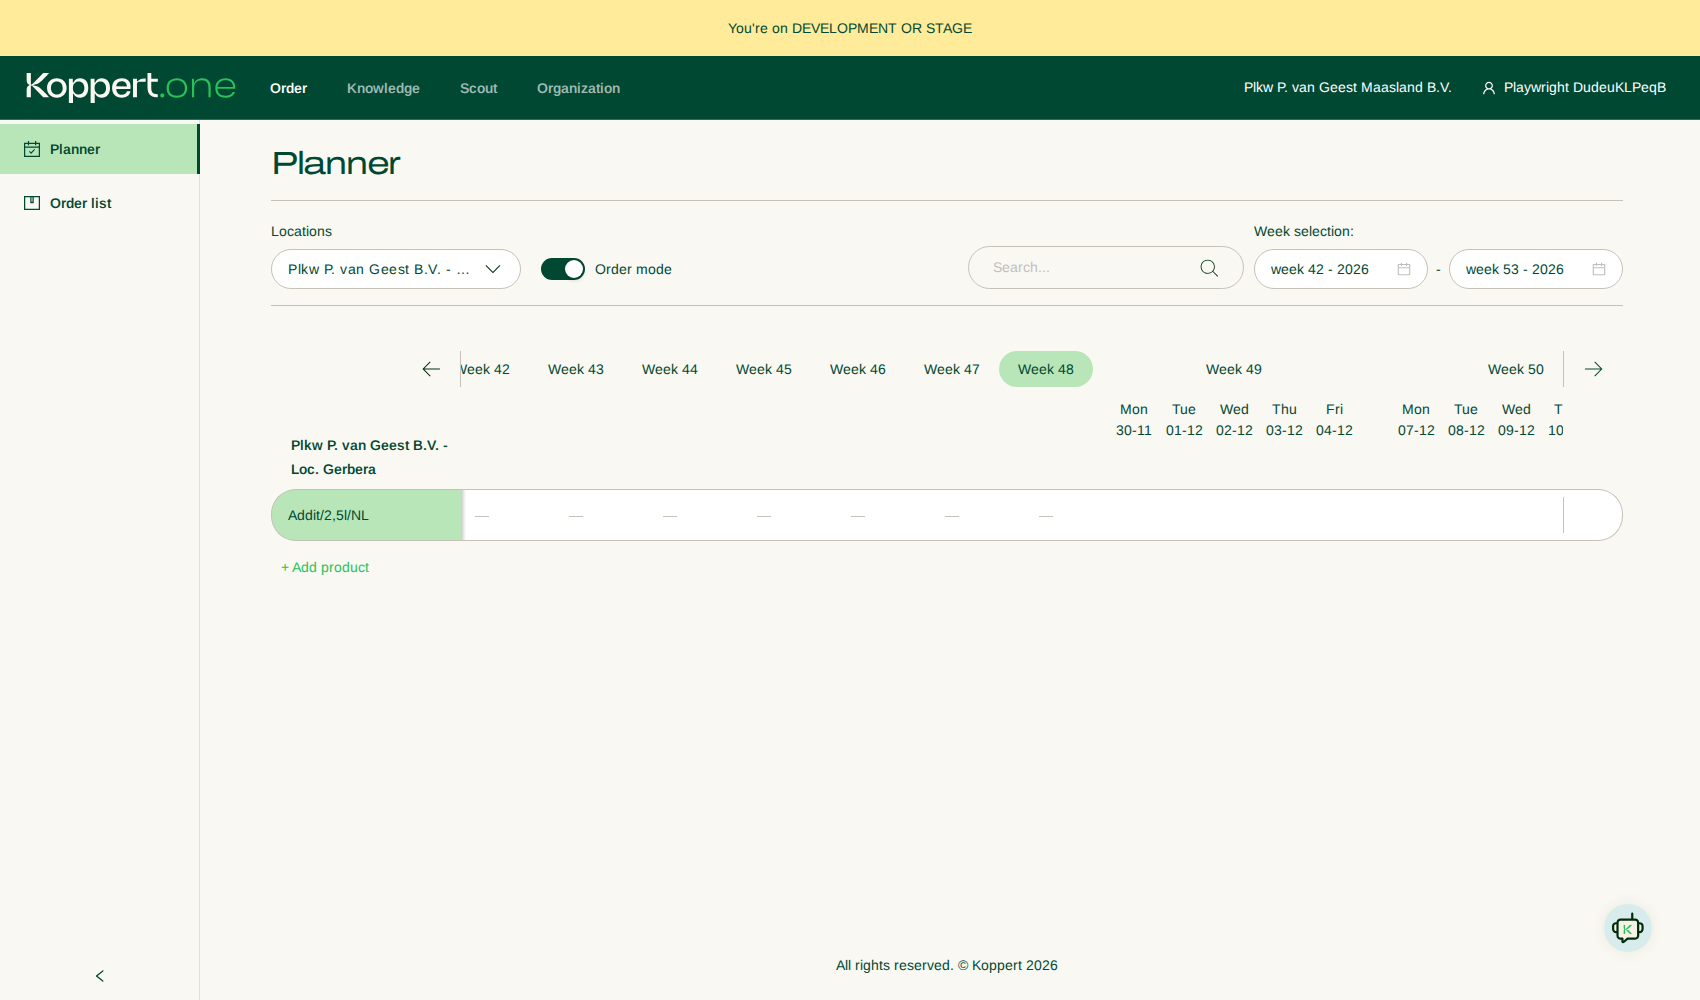 You're on DEVELOPMENT OR STAGE
Koppert.one
Order Knowledge Scout Organization
Plkw P. van Geest Maasland B.V. Playwright DudeuKLPeqB
Planner
Order list
Planner
Locations
Week selection:
Plkw P. van Geest B.V. - ...
Order mode
Search...
week 42 - 2026 - week 53 - 2026
Week 42 Week 43 Week 44 Week 45 Week 46 Week 47 Week 48 Week 49 Week 50
Mon Tue Wed Thu Fri Mon Tue Wed T
30-11 01-12 02-12 03-12 04-12 07-12 08-12 09-12 10
Plkw P. van Geest B.V. -
Loc. Gerbera
Addit/2,5l/NL — — — — — — —
+ Add product
All rights reserved. © Koppert 2026